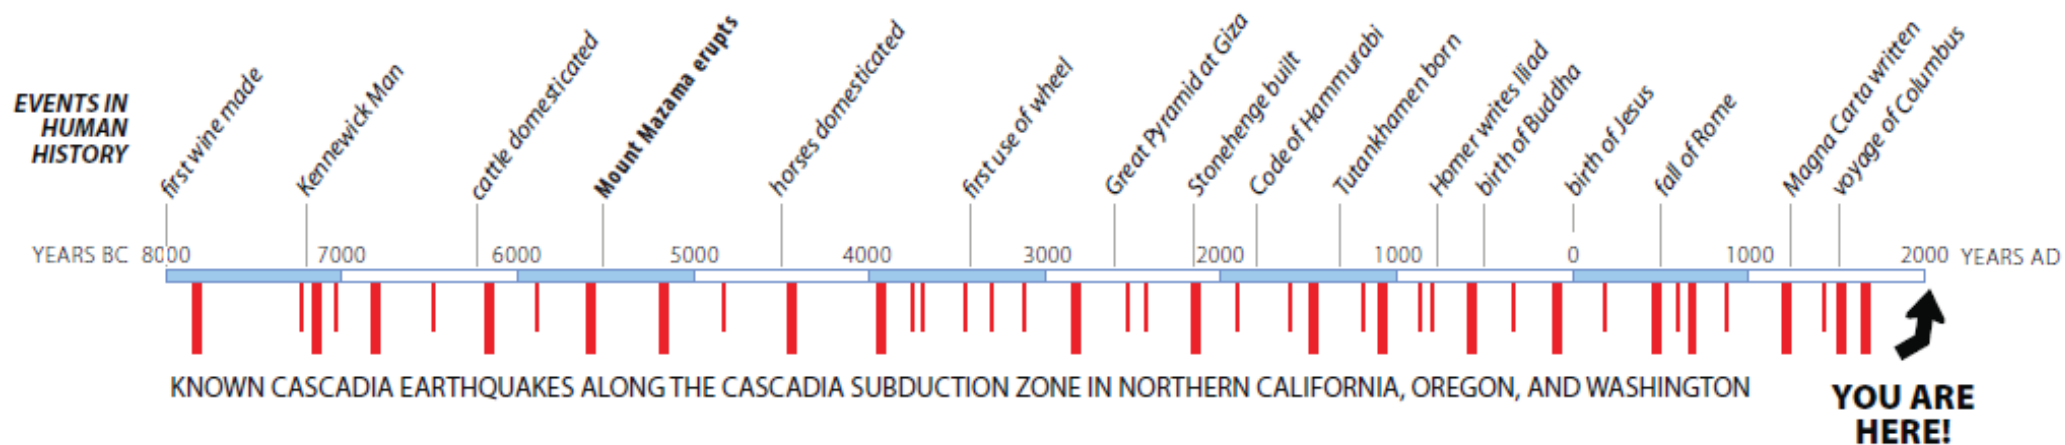 EVENTS IN
HUMAN
HISTORY
first wine made
Kennewick Man
cattle domesticated
Mount Mazama erupts
horses domesticated
first use of wheel
Great Pyramid at Giza
Stonehenge built
Code of Hammurabi
Tutankhamen born
Homer writes Iliad
birth of Buddha
birth of Jesus
fall of Rome
Magna Carta written
voyage of Columbus
YEARS BC 8000 7000 6000 5000 4000 3000 2000 1000 0 1000 2000 YEARS AD
KNOWN CASCADIA EARTHQUAKES ALONG THE CASCADIA SUBDUCTION ZONE IN NORTHERN CALIFORNIA, OREGON, AND WASHINGTON
YOU ARE
HERE!